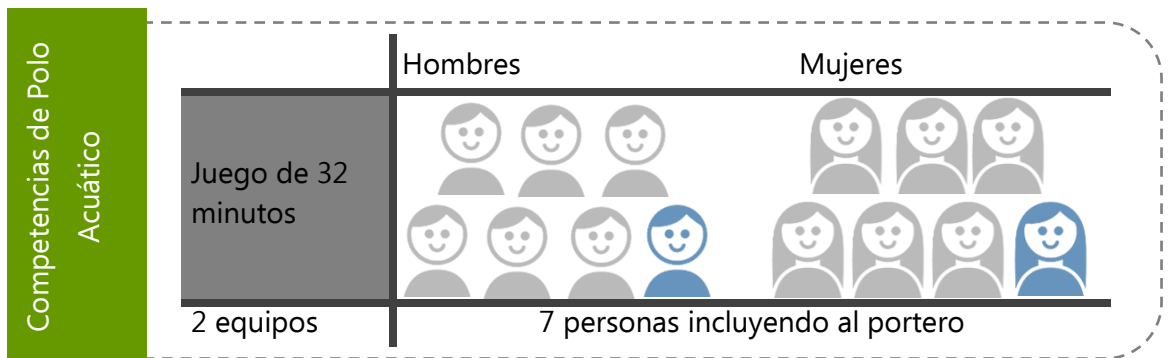 Competencias de Polo
Acuático
Hombres
Mujeres
Juego de 32
minutos
2 equipos
7 personas incluyendo al portero